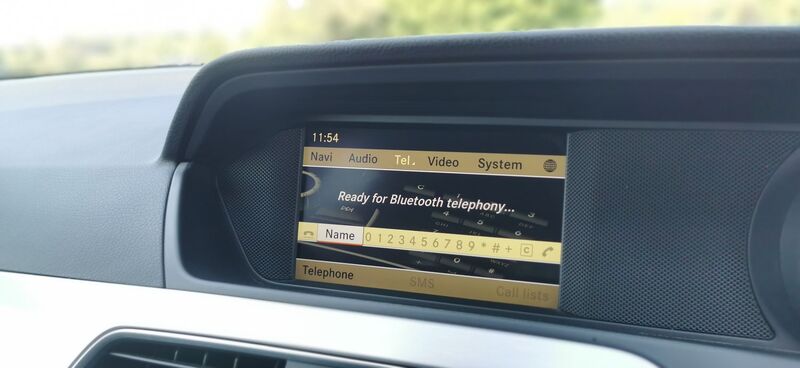 11:54
Navi Audio Tel. Video System
Ready for Bluetooth telephony...
Name 0 1 2 3 4 5 6 7 8 9 * # + C
Telephone SMS Call lists